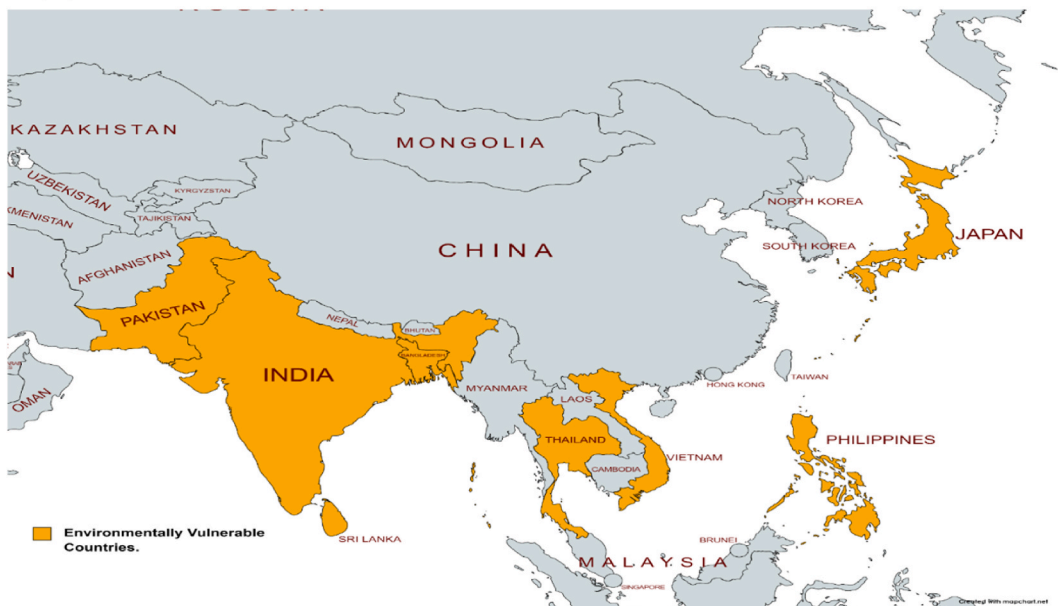 KAZAKHSTAN
MONGOLIA
UZBEKISTAN
KYRGYZSTAN
KMENISTAN
TAJIKISTAN
NORTH KOREA
SOUTH KOREA
JAPAN
CHINA
AFGHANISTAN
PAKISTAN
NEPAL
BHUTAN
BANGLADESH
INDIA
OMAN
MYANMAR
LAOS
HONG KONG
TAIWAN
THAILAND
VIETNAM
CAMBODIA
PHILIPPINES
Environmentally Vulnerable
Countries.
SRI LANKA
BRUNEI
MALAYSIA
SINGAPORE
Created with mapchart.net